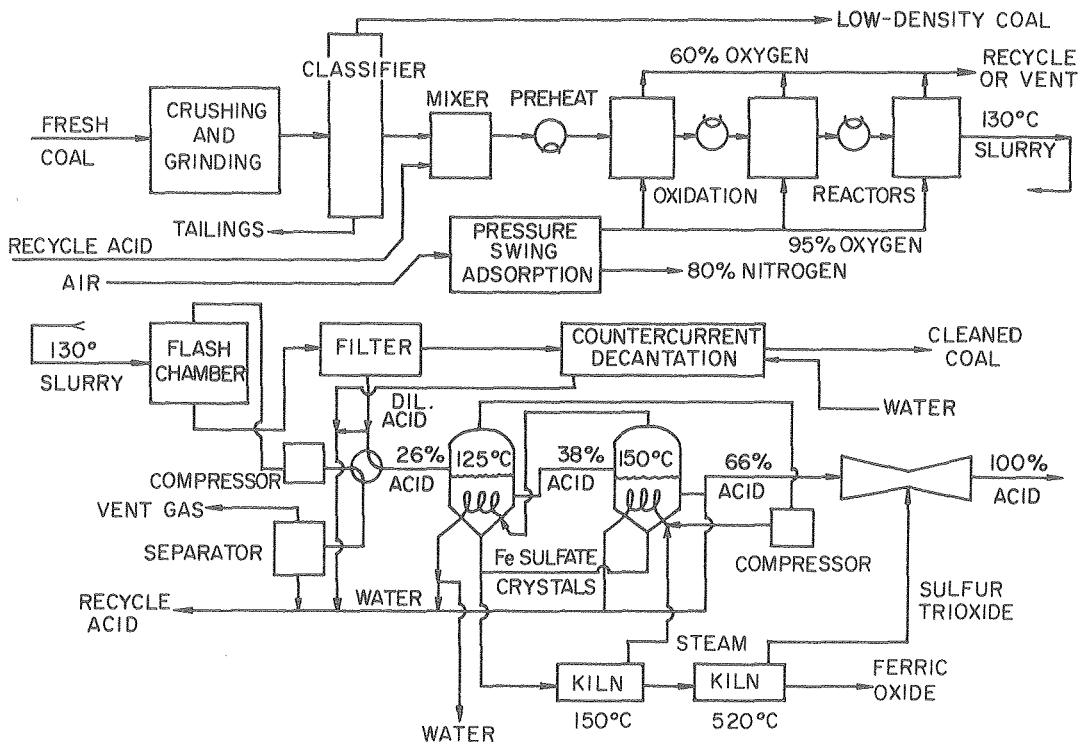 LOW-DENSITY COAL
CLASSIFIER
60% OXYGEN
RECYCLE
OR VENT
MIXER
PREHEAT
CRUSHING
AND
GRINDING
FRESH
COAL
130°C
SLURRY
OXIDATION
REACTORS
TAILINGS
RECYCLE ACID
PRESSURE
SWING
ADSORPTION
95% OXYGEN
AIR
80% NITROGEN
130°
SLURRY
FLASH
CHAMBER
FILTER
COUNTERCURRENT
DECANTATION
CLEANED
COAL
WATER
DIL.
ACID
26%
ACID
125°C
38%
ACID
150°C
66%
ACID
100%
ACID
COMPRESSOR
VENT GAS
SEPARATOR
COMPRESSOR
Fe SULFATE
CRYSTALS
SULFUR
TRIOXIDE
RECYCLE
ACID
WATER
STEAM
KILN
150°C
KILN
520°C
FERRIC
OXIDE
WATER